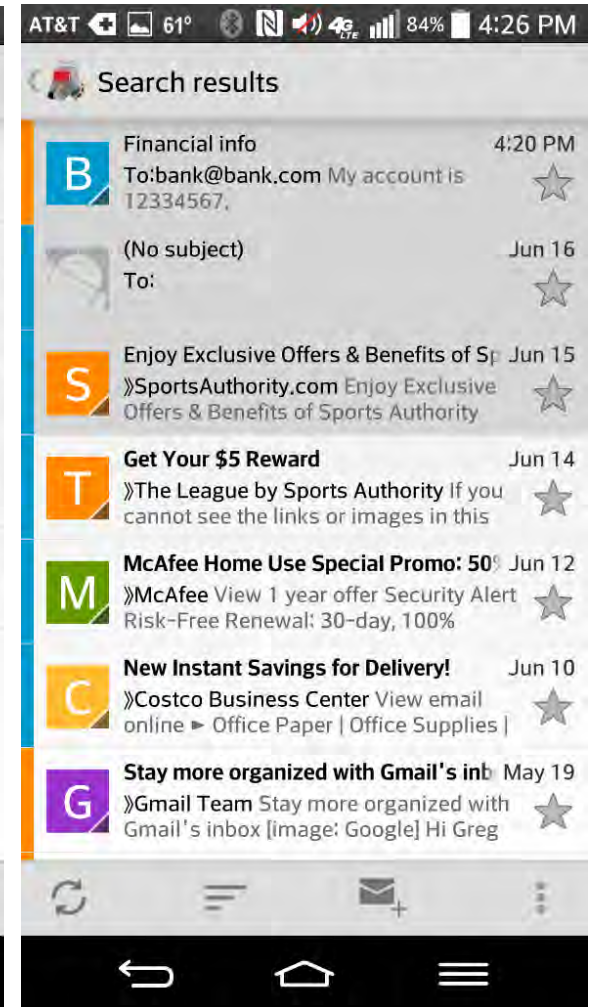 AT&T 61° 4G LTE 84% 4:26 PM
Search results
B
Financial info 4:20 PM
To:bank@bank.com My account is
12334567.
(No subject) Jun 16
To:
S
Enjoy Exclusive Offers & Benefits of Sp Jun 15
»SportsAuthority.com Enjoy Exclusive
Offers & Benefits of Sports Authority
T
Get Your $5 Reward Jun 14
»The League by Sports Authority If you
cannot see the links or images in this
M
McAfee Home Use Special Promo: 50% Jun 12
»McAfee View 1 year offer Security Alert
Risk-Free Renewal: 30-day, 100%
C
New Instant Savings for Delivery! Jun 10
»Costco Business Center View email
online ► Office Paper | Office Supplies |
G
Stay more organized with Gmail's inb May 19
»Gmail Team Stay more organized with
Gmail's inbox [image: Google] Hi Greg